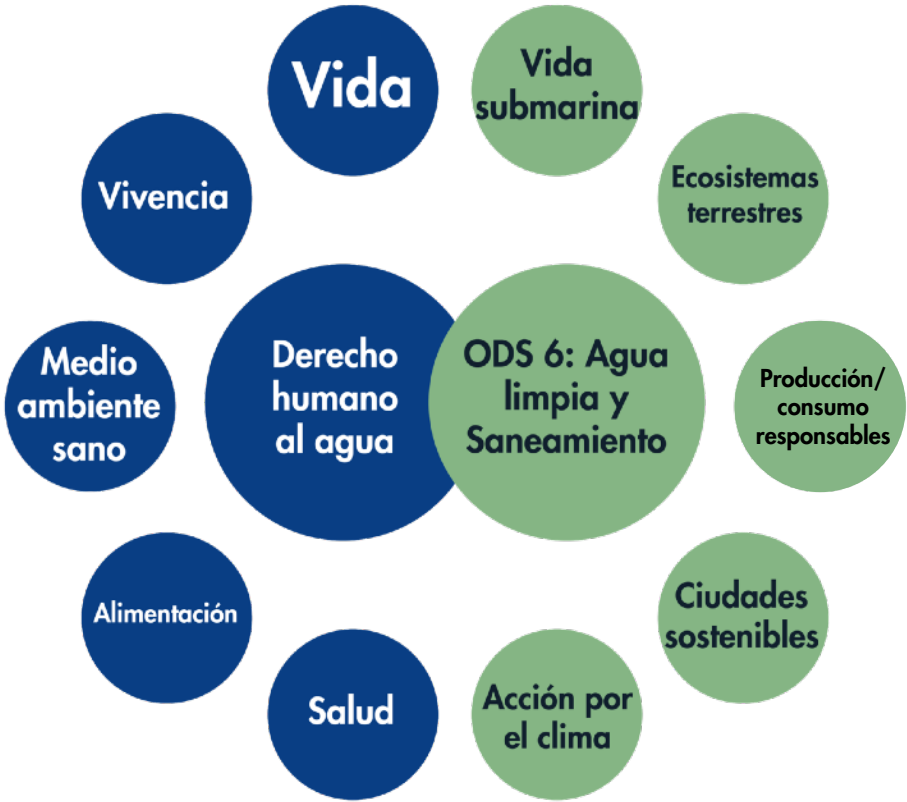 Vida
Vida
submarina
Vivencia
Ecosistemas
terrestres
Medio
ambiente
sano
Derecho
humano
al agua
ODS 6: Agua
limpia y
Saneamiento
Producción/
consumo
responsables
Alimentación
Ciudades
sostenibles
Salud
Acción por
el clima